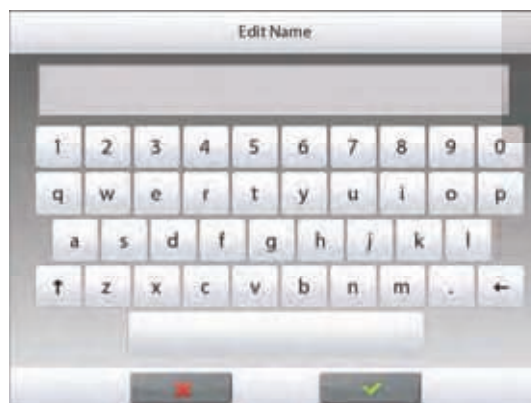 Edit Name
1 2 3 4 5 6 7 8 9 0
q w e r t y u i o p
a s d f g h j k l
↑ z x c v b n m . ←